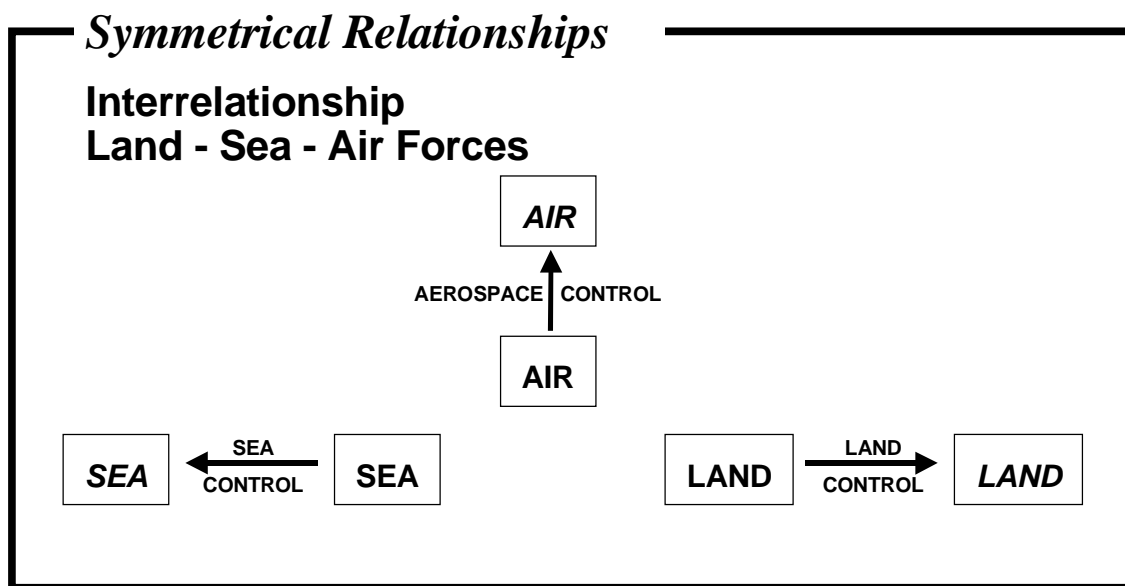 Symmetrical Relationships
Interrelationship
Land - Sea - Air Forces
AIR
AEROSPACE CONTROL
AIR
SEA
SEA
CONTROL
SEA
LAND
LAND
CONTROL
LAND